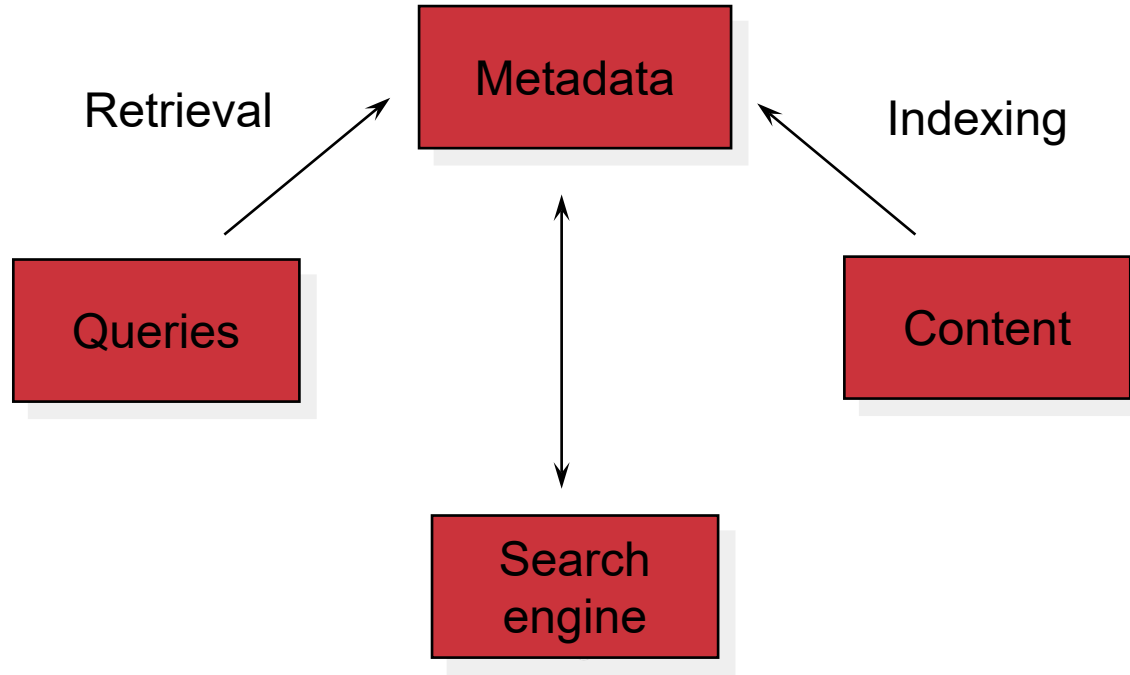 Metadata
Retrieval
Indexing
Queries
Content
Search
engine